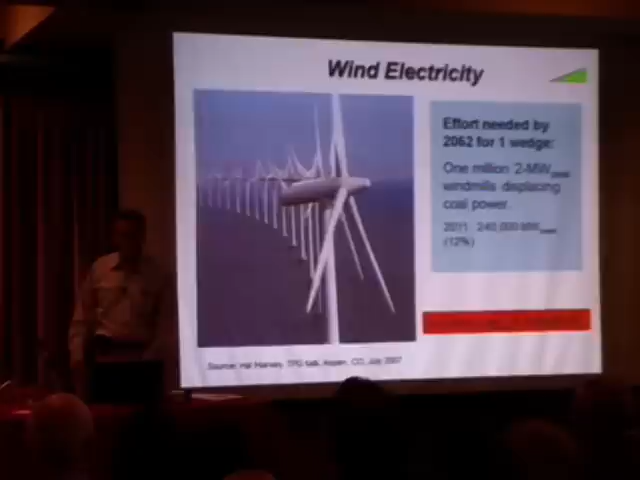 Wind Electricity
Effort needed by
2062 for 1 wedge:
One million 2-MW
windmills displacing
coal power.
2011: 240,000 MW
(12%)
Source: Hal Harvey, TPG talk, Aspen, CO, July 2007